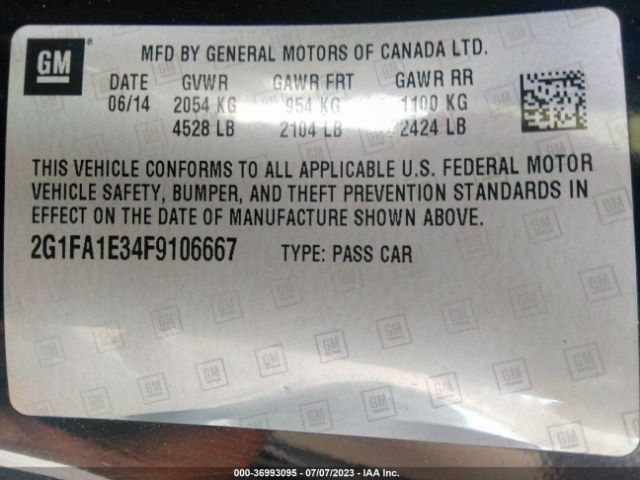 GM
MFD BY GENERAL MOTORS OF CANADA LTD.
DATE GVWR GAWR FRT GAWR RR
06/14 2054 KG 954 KG 1100 KG
4528 LB 2104 LB 2424 LB
THIS VEHICLE CONFORMS TO ALL APPLICABLE U.S. FEDERAL MOTOR
VEHICLE SAFETY, BUMPER, AND THEFT PREVENTION STANDARDS IN
EFFECT ON THE DATE OF MANUFACTURE SHOWN ABOVE.
2G1FA1E34F9106667 TYPE: PASS CAR
000-36993095 - 07/07/2023 - IAA Inc.